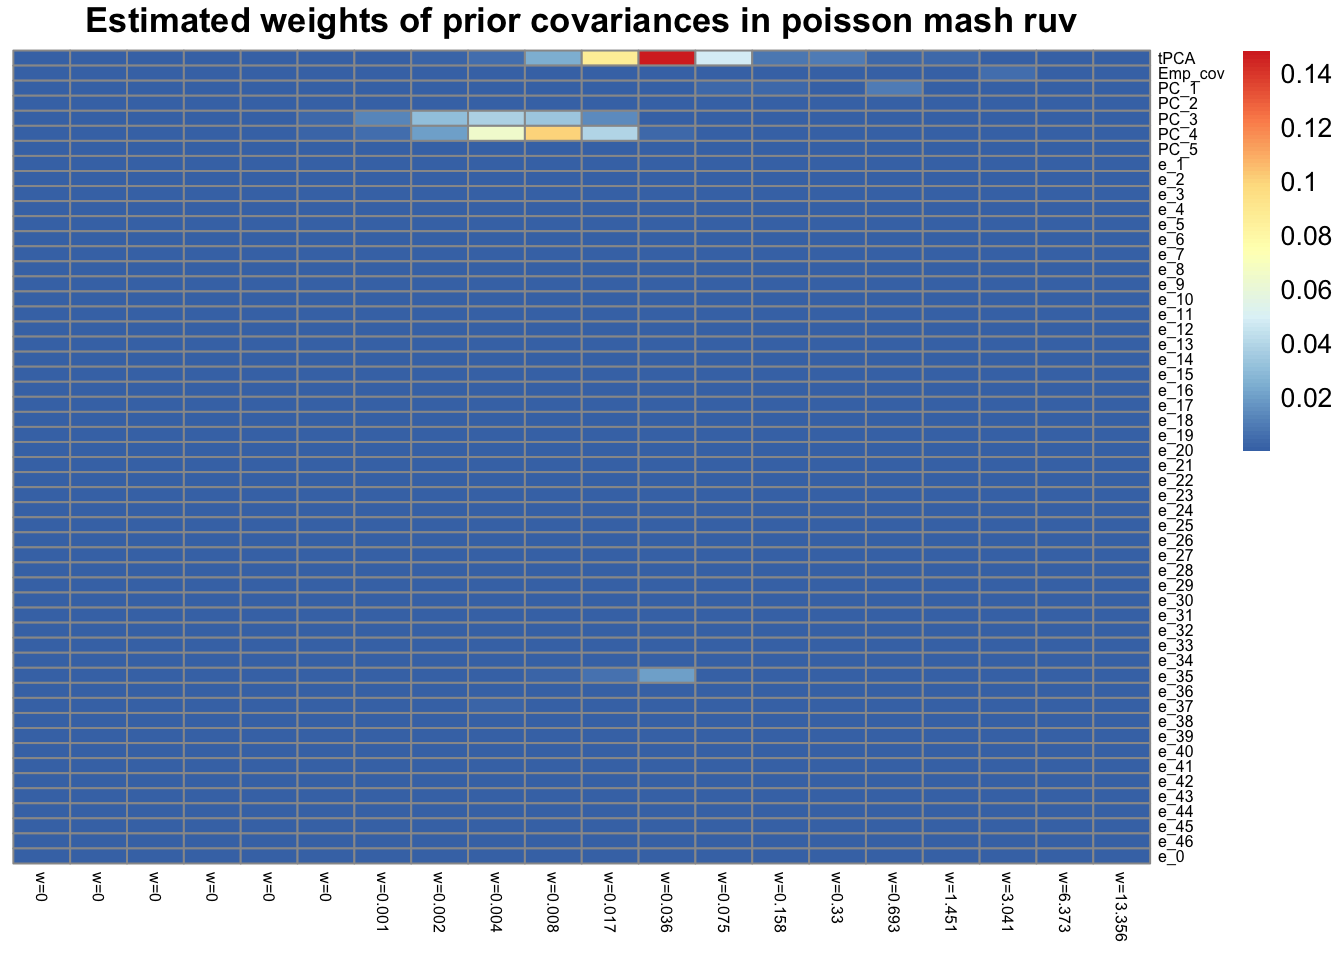 Estimated weights of prior covariances in poisson mash ruv
tPCA
Emp_cov
PC_1
PC_2
PC_3
PC_4
PC_5
e_1
e_2
e_3
e_4
e_5
e_6
e_7
e_8
e_9
e_10
e_11
e_12
e_13
e_14
e_15
e_16
e_17
e_18
e_19
e_20
e_21
e_22
e_23
e_24
e_25
e_26
e_27
e_28
e_29
e_30
e_31
e_32
e_33
e_34
e_35
e_36
e_37
e_38
e_39
e_40
e_41
e_42
e_43
e_44
e_45
e_46
e_0
0.14
0.12
0.1
0.08
0.06
0.04
0.02
w=0
w=0
w=0
w=0
w=0
w=0
w=0.001
w=0.002
w=0.004
w=0.008
w=0.017
w=0.036
w=0.075
w=0.158
w=0.33
w=0.693
w=1.451
w=3.041
w=6.373
w=13.356